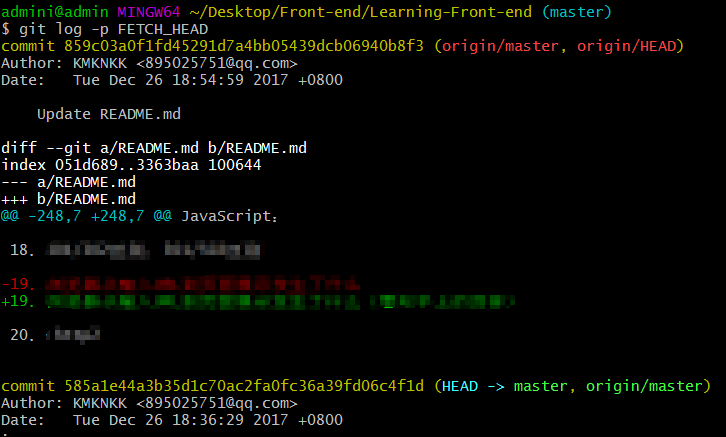 admini@admin MINGW64 ~/Desktop/Front-end/Learning-Front-end (master)
$ git log -p FETCH_HEAD
commit 859c03a0f1fd45291d7a4bb05439dcb06940b8f3 (origin/master, origin/HEAD)
Author: KMKNKK <895025751@qq.com>
Date:   Tue Dec 26 18:54:59 2017 +0800
Update README.md
diff --git a/README.md b/README.md
index 051d689..3363baa 100644
--- a/README.md
+++ b/README.md
@@ -248,7 +248,7 @@ JavaScript：
18.
-19.
+19.
20.
commit 585a1e44a3b35d1c70ac2fa0fc36a39fd06c4f1d (HEAD -> master, origin/master)
Author: KMKNKK <895025751@qq.com>
Date:   Tue Dec 26 18:36:29 2017 +0800
: